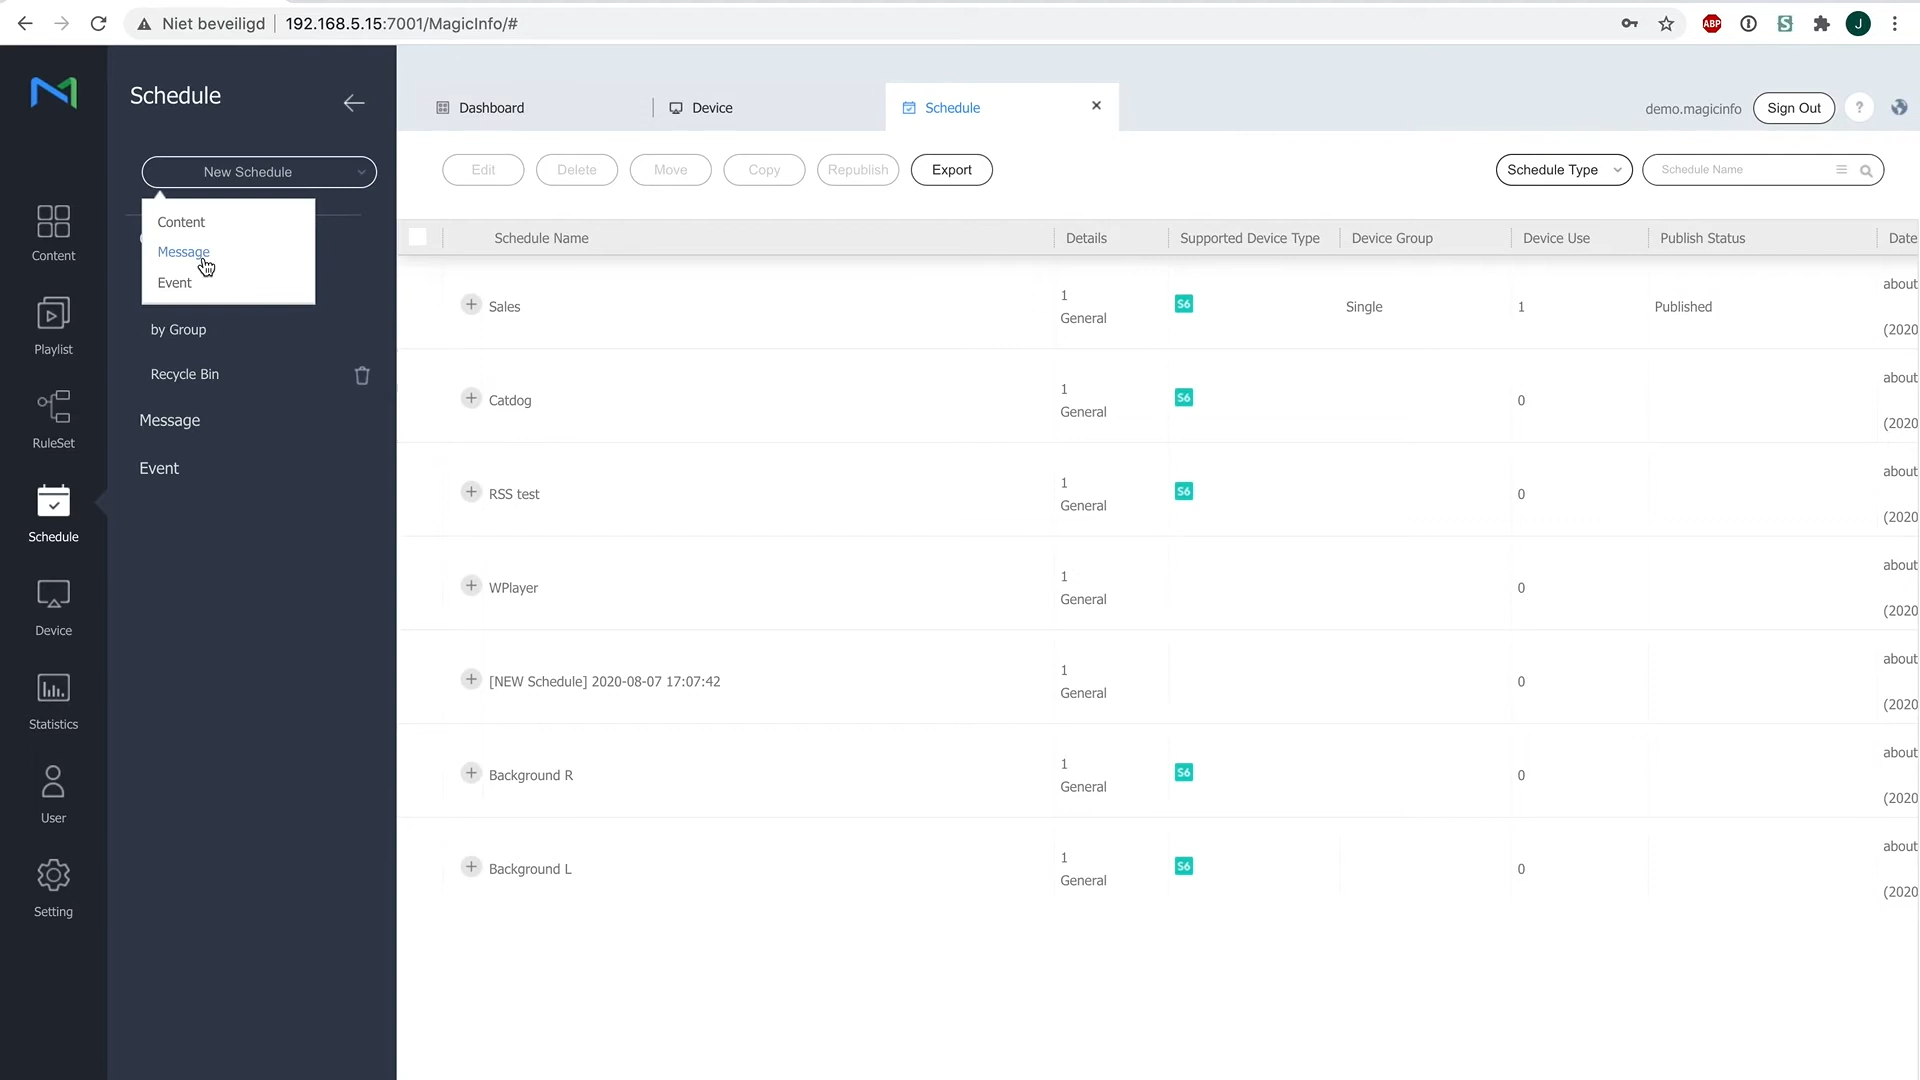 Niet beveiligd
192.168.5.15:7001/MagicInfo/#
ABP
J
Schedule
Dashboard
Device
Schedule
demo.magicinfo
Sign Out
?
New Schedule
Content
Message
Event
by Group
Recycle Bin
Message
Event
Content
Playlist
RuleSet
Schedule
Device
Statistics
User
Setting
Edit
Delete
Move
Copy
Republish
Export
Schedule Type
Schedule Name
Schedule Name
Details
Supported Device Type
Device Group
Device Use
Publish Status
Date
Sales
1
General
S6
Single
1
Published
about
(2020
Catdog
1
General
S6
0
about
(2020
RSS test
1
General
S6
0
about
(2020
WPlayer
1
General
0
about
(2020
[NEW Schedule] 2020-08-07 17:07:42
1
General
0
about
(2020
Background R
1
General
S6
0
about
(2020
Background L
1
General
S6
0
about
(2020